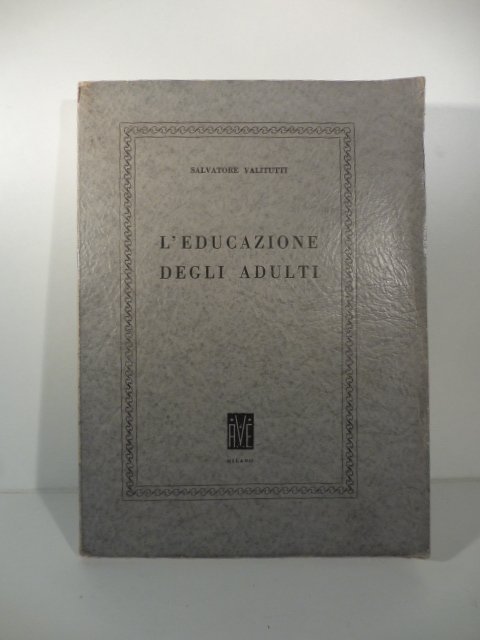 SALVATORE VALITUTTI
L'EDUCAZIONE
DEGLI ADULTI
AVE
MILANO